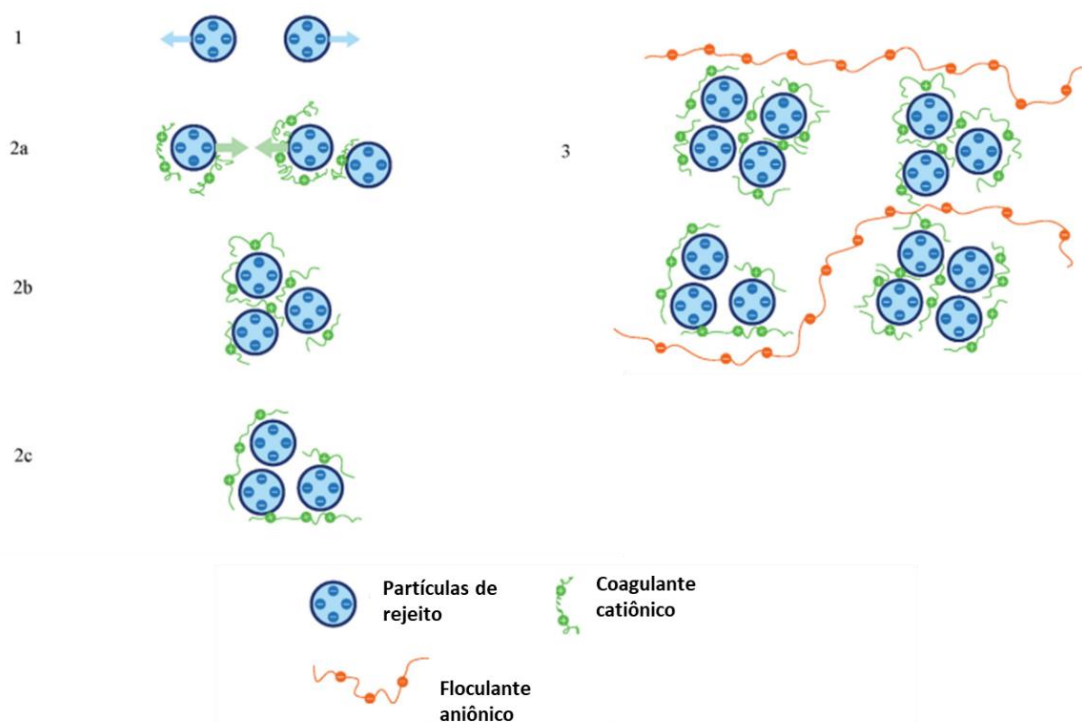 1
2a
2b
2c
3
Partículas de
rejeito
Coagulante
catiônico
Floculante
aniônico